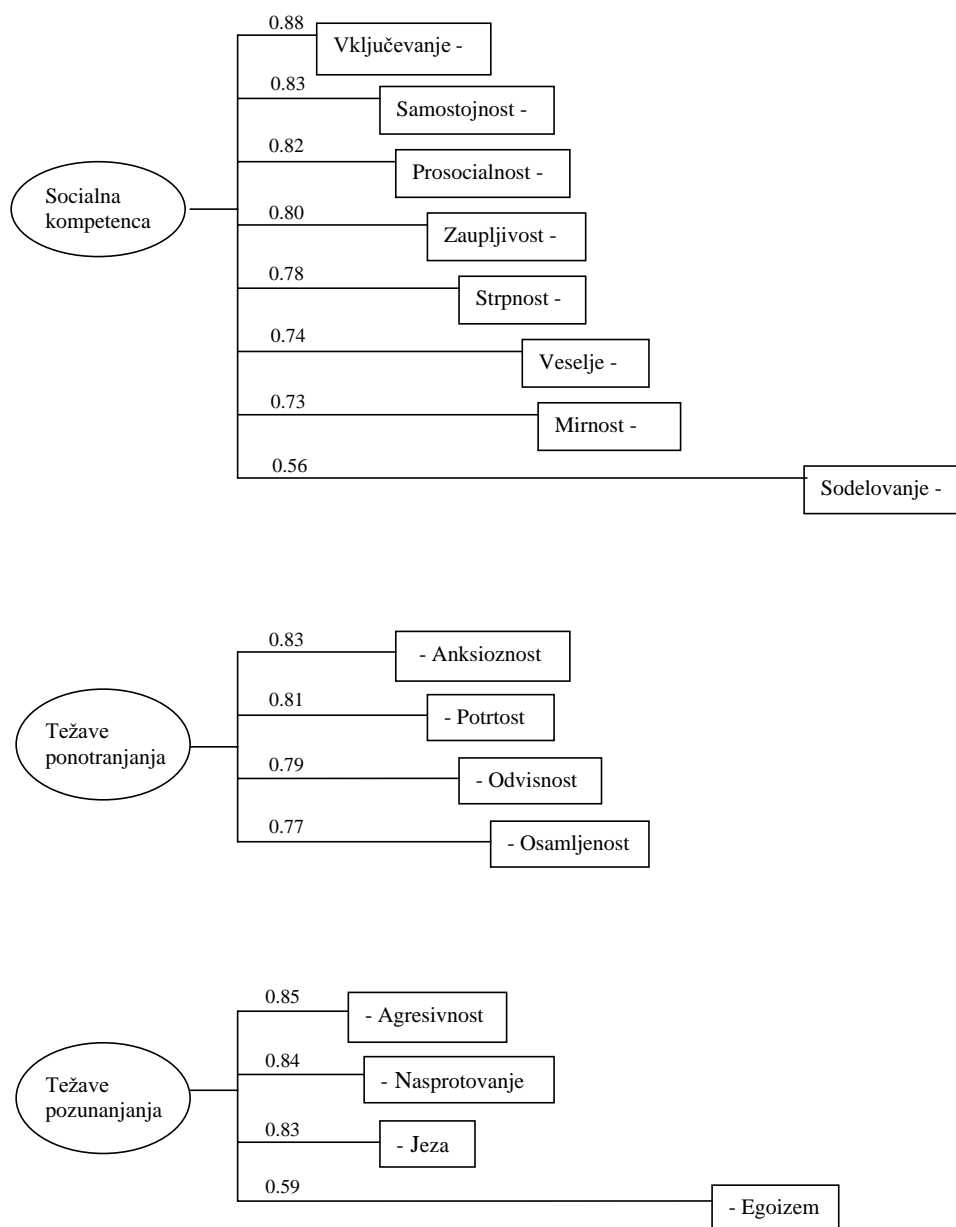 0.88
Vključevanje -
0.83
Samostojnost -
0.82
Prosocialnost -
Socialna
kompetenca
0.80
Zaupljivost -
0.78
Strpnost -
0.74
Veselje -
0.73
Mirnost -
0.56
Sodelovanje -
0.83
- Anksioznost
0.81
- Potrtost
Težave
ponotranjanja
0.79
- Odvisnost
0.77
- Osamljenost
0.85
- Agresivnost
0.84
- Nasprotovanje
Težave
pozunanjanja
0.83
- Jeza
0.59
- Egoizem